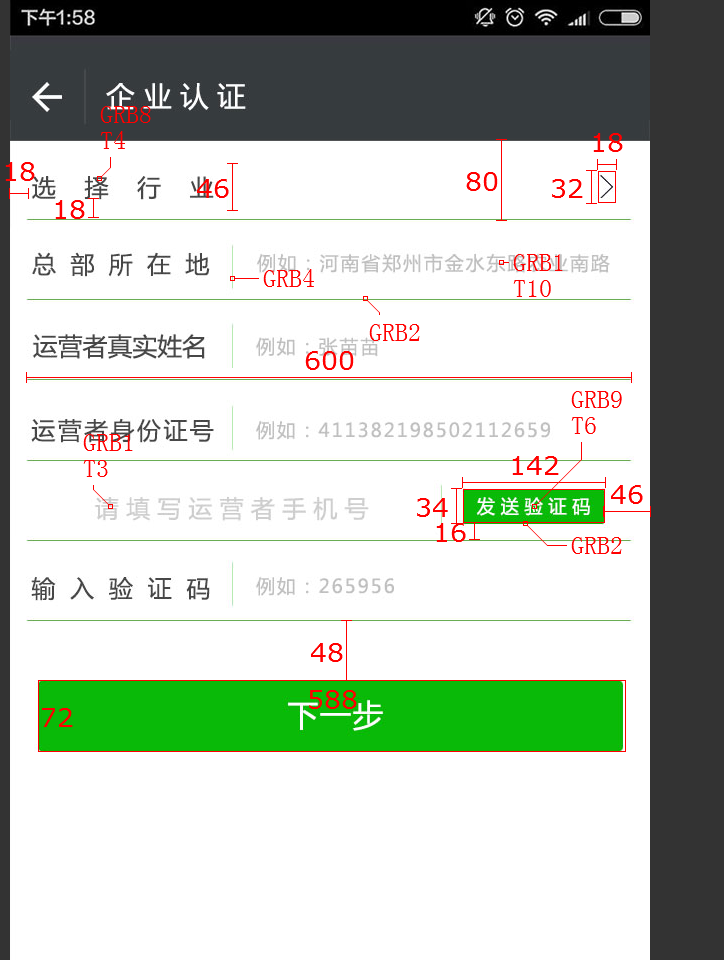 下午1:58
企业认证
GRB8
T4
18
18
选择行业
46
80
32
18
总部所在地
例如：河南省郑州市金水东路农业南路
GRB1
T10
GRB4
GRB2
运营者真实姓名
例如：张苗苗
600
GRB9
T6
运营者身份证号
例如：411382198502112659
GRB1
T3
142
请填写运营者手机号
34
发送验证码
46
16
GRB2
输入验证码
例如：265956
48
588
72
下一步